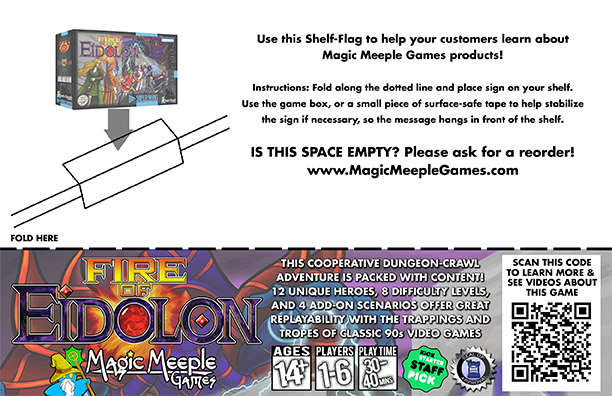 FIRE
OF
EIDOLON
Use this Shelf-Flag to help your customers learn about
Magic Meeple Games products!
Instructions: Fold along the dotted line and place sign on your shelf.
Use the game box, or a small piece of surface-safe tape to help stabilize
the sign if necessary, so the message hangs in front of the shelf.
IS THIS SPACE EMPTY? Please ask for a reorder!
www.MagicMeepleGames.com
FOLD HERE
FIRE
OF
EIDOLON
Magic Meeple
Games
THIS COOPERATIVE DUNGEON-CRAWL
ADVENTURE IS PACKED WITH CONTENT!
12 UNIQUE HEROES, 8 DIFFICULTY LEVELS,
AND 4 ADD-ON SCENARIOS OFFER GREAT
REPLAYABILITY WITH THE TRAPPINGS AND
TROPES OF CLASSIC 90s VIDEO GAMES
AGES
14+
PLAYERS
1-6
PLAY TIME
30-
40 MINS
KICK
STARTER
STAFF
PICK
SCAN THIS CODE
TO LEARN MORE &
SEE VIDEOS ABOUT
THIS GAME